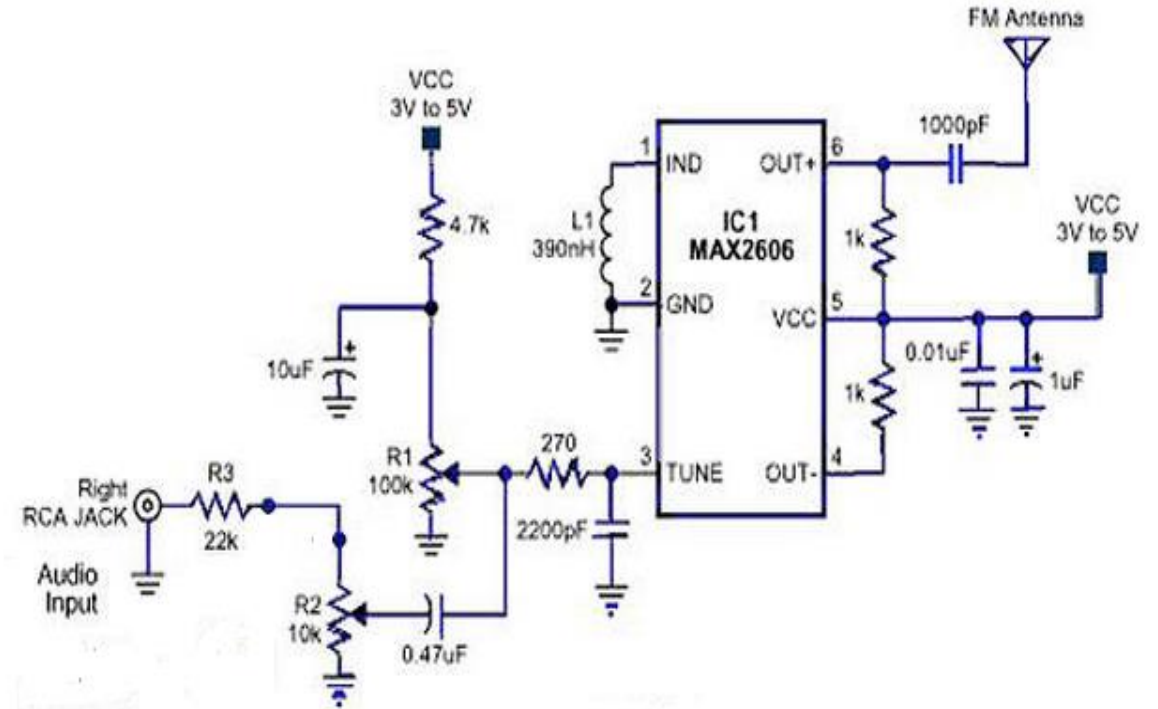 FM Antenna
VCC
3V to 5V
1000pF
1
IND
OUT+
6
4.7k
L1
390nH
IC1
MAX2606
1k
VCC
3V to 5V
2
GND
VCC
5
10uF
0.01uF
1uF
1k
R1
100k
270
3
TUNE
OUT-
4
Right
RCA JACK
R3
22k
2200pF
Audio
Input
R2
10k
0.47uF
+
+